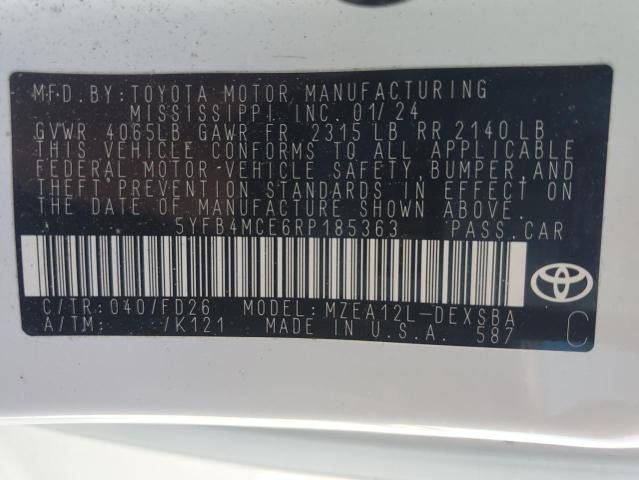 MFD.BY:TOYOTA MOTOR MANUFACTURING
MISSISSIPPI, INC. 01/24
GVWR 4065LB GAWR FR 2315 LB RR 2140 LB
THIS VEHICLE CONFORMS TO ALL APPLICABLE
FEDERAL MOTOR VEHICLE SAFETY,BUMPER,AND
THEFT PREVENTION STANDARDS IN EFFECT ON
THE DATE OF MANUFACTURE SHOWN ABOVE.
5YFB4MCE6RP185363 PASS.CAR
C/TR:040/FD26 MODEL:MZEA12L-DEXSBA
A/TM: /K121 MADE IN U.S.A. 587
C